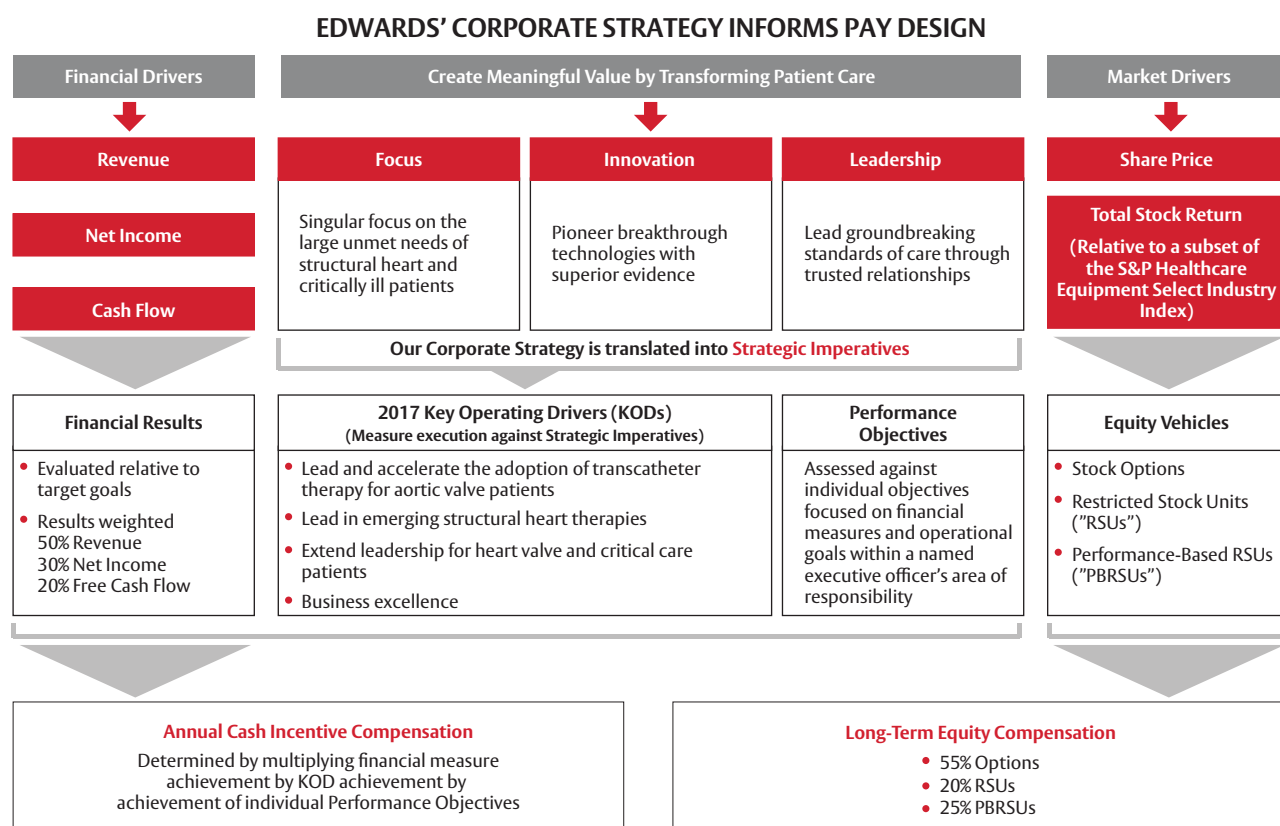 EDWARDS' CORPORATE STRATEGY INFORMS PAY DESIGN
Financial Drivers
Create Meaningful Value by Transforming Patient Care
Market Drivers
Revenue
Net Income
Cash Flow
Focus
Singular focus on the
large unmet needs of
structural heart and
critically ill patients
Innovation
Pioneer breakthrough
technologies with
superior evidence
Leadership
Lead groundbreaking
standards of care through
trusted relationships
Share Price
Total Stock Return
(Relative to a subset of
the S&P Healthcare
Equipment Select Industry
Index)
Our Corporate Strategy is translated into Strategic Imperatives
Financial Results
• Evaluated relative to
target goals
• Results weighted
50% Revenue
30% Net Income
20% Free Cash Flow
2017 Key Operating Drivers (KODs)
(Measure execution against Strategic Imperatives)
• Lead and accelerate the adoption of transcatheter
therapy for aortic valve patients
• Lead in emerging structural heart therapies
• Extend leadership for heart valve and critical care
patients
• Business excellence
Performance
Objectives
Assessed against
individual objectives
focused on financial
measures and operational
goals within a named
executive officer's area of
responsibility
Equity Vehicles
• Stock Options
• Restricted Stock Units
("RSUs")
• Performance-Based RSUs
("PBRSUs")
Annual Cash Incentive Compensation
Determined by multiplying financial measure
achievement by KOD achievement by
achievement of individual Performance Objectives
Long-Term Equity Compensation
• 55% Options
• 20% RSUs
• 25% PBRSUs